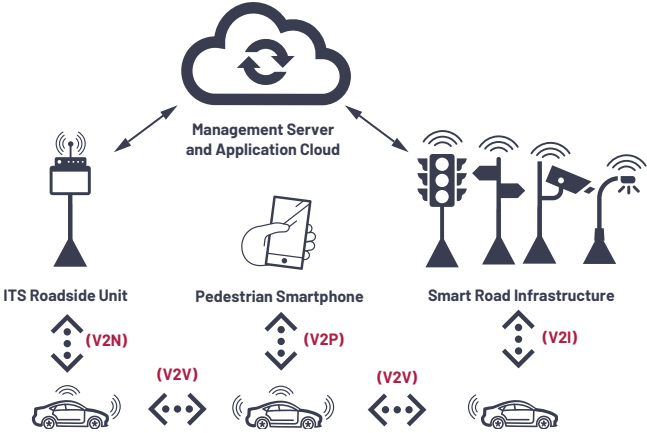 Management Server
and Application Cloud
ITS Roadside Unit
Pedestrian Smartphone
Smart Road Infrastructure
(V2N)
(V2P)
(V2I)
(V2V)
(V2V)